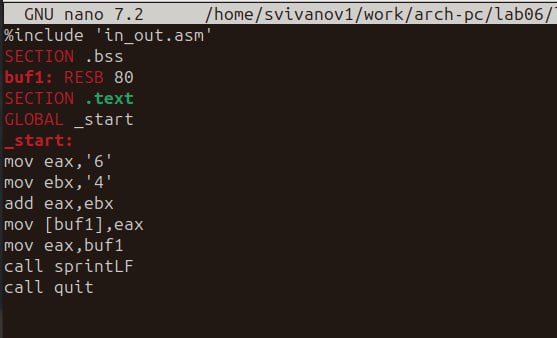 GNU nano 7.2 /home/svivanov1/work/arch-pc/lab06/
%include 'in_out.asm'
SECTION .bss
buf1: RESB 80
SECTION .text
GLOBAL _start
_start:
mov eax,'6'
mov ebx,'4'
add eax,ebx
mov [buf1],eax
mov eax,buf1
call sprintLF
call quit